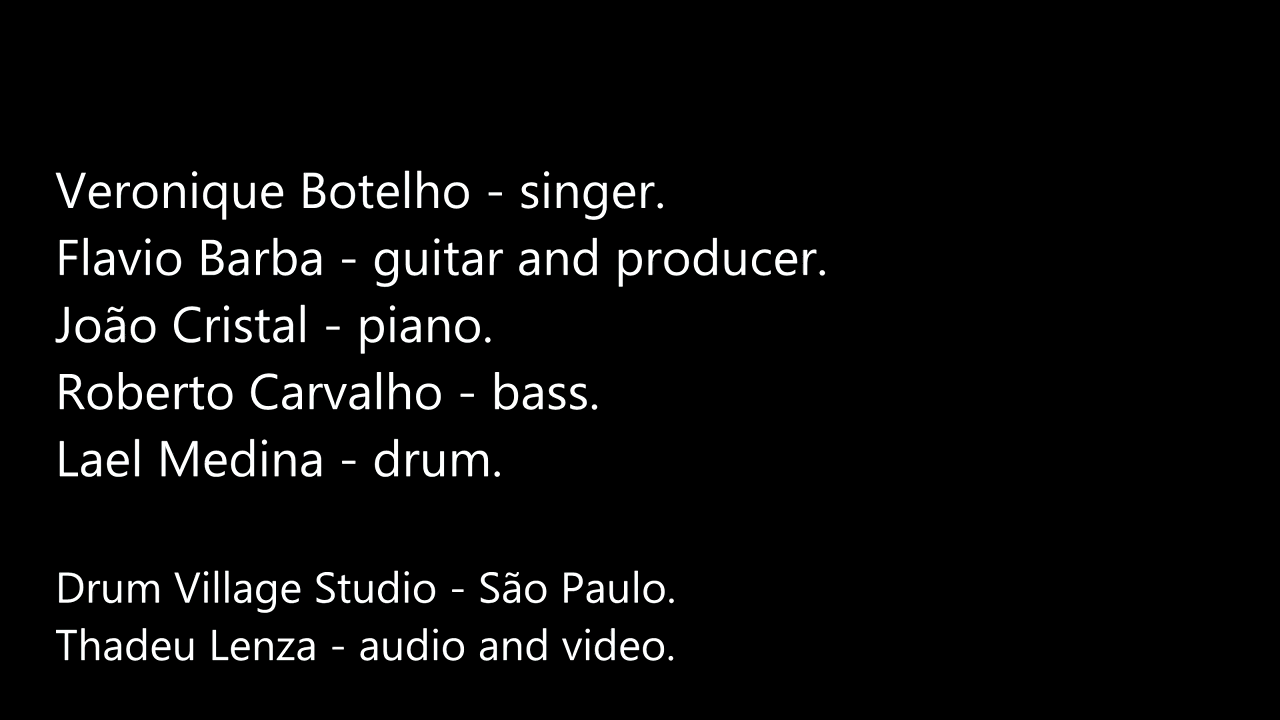 Veronique Botelho - singer.
Flavio Barba - guitar and producer.
João Cristal - piano.
Roberto Carvalho - bass.
Lael Medina - drum.
Drum Village Studio - São Paulo.
Thadeu Lenza - audio and video.